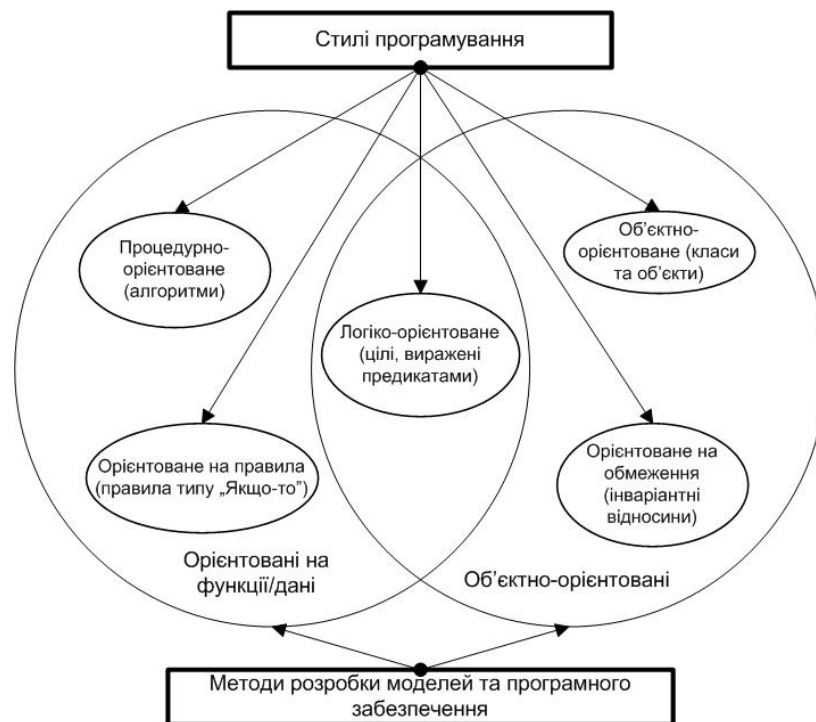 Стилі програмування
Процедурно-
орієнтоване
(алгоритми)
Об’єктно-
орієнтоване (класи
та об’єкти)
Логіко-орієнтоване
(цілі, виражені
предикатами)
Орієнтоване на правила
(правила типу „Якщо-то”)
Орієнтоване на
обмеження
(інваріантні
відносини)
Орієнтовані на
функції/дані
Об’єктно-орієнтовані
Методи розробки моделей та програмного
забезпечення